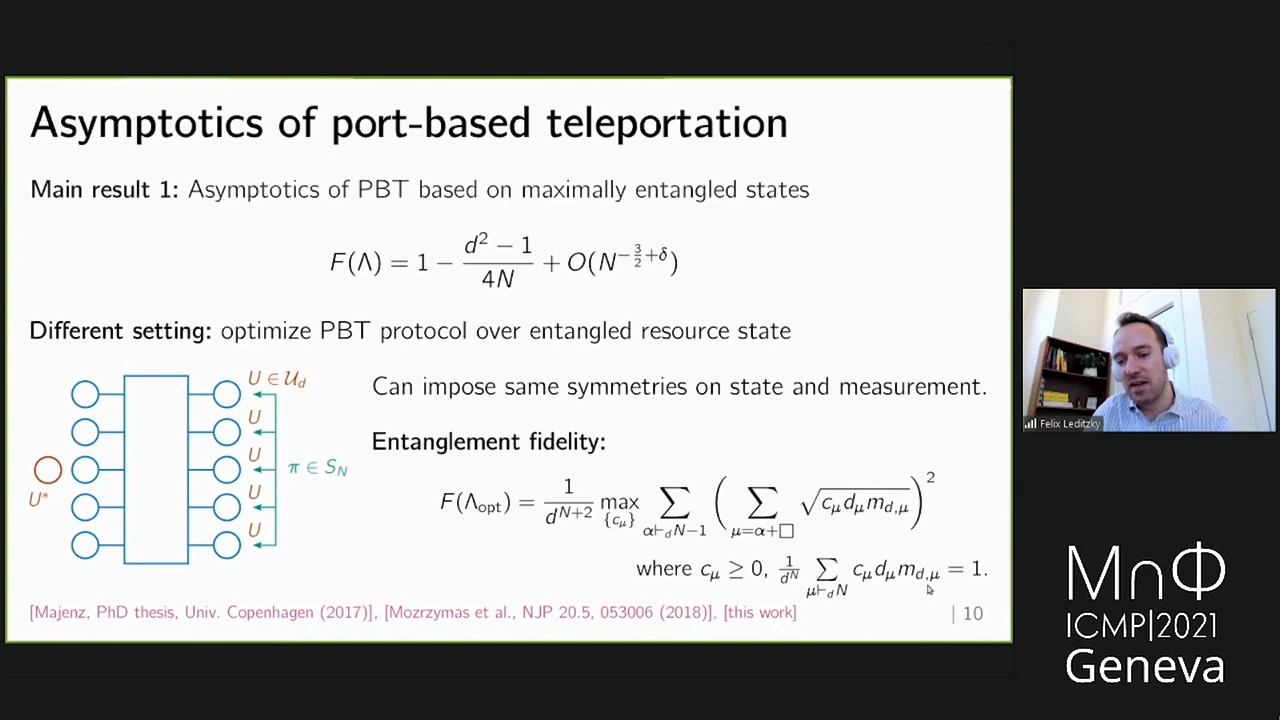 Asymptotics of port-based teleportation
Main result 1: Asymptotics of PBT based on maximally entangled states
F(Λ) = 1 − (d² − 1)/(4N) + O(N^{−3/2+δ})
Different setting: optimize PBT protocol over entangled resource state
U ∈ 𝒰_d
U
U
U
U
π ∈ S_N
U*
Can impose same symmetries on state and measurement.
Entanglement fidelity:
F(Λ_opt) = 1/d^{N+2} max_{{c_μ}} ∑_{α⊢_d N−1} ( ∑_{μ=α+□} √(c_μ d_μ m_{d,μ}) )²
where c_μ ≥ 0, 1/d^N ∑_{μ⊢_d N} c_μ d_μ m_{d,μ} = 1.
[Majenz, PhD thesis, Univ. Copenhagen (2017)], [Mozrzymas et al., NJP 20.5, 053006 (2018)], [this work]
| 10
Felix Leditzky
M∩Φ
ICMP|2021
Geneva